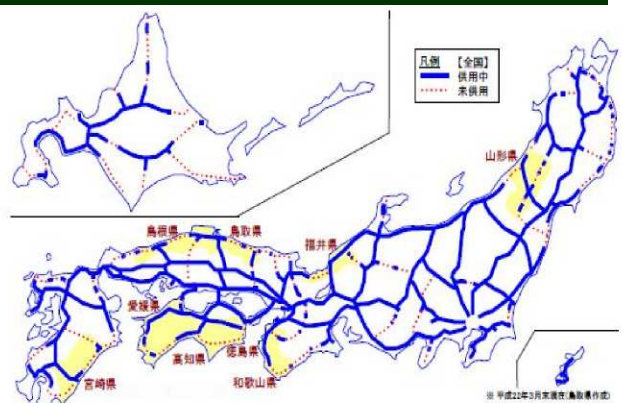 凡例 【全国】
供用中
未供用
山形県
島根県
鳥取県
福井県
愛媛県
高知県
徳島県
和歌山県
宮崎県
※ 平成22年3月末現在(鳥取県作成)